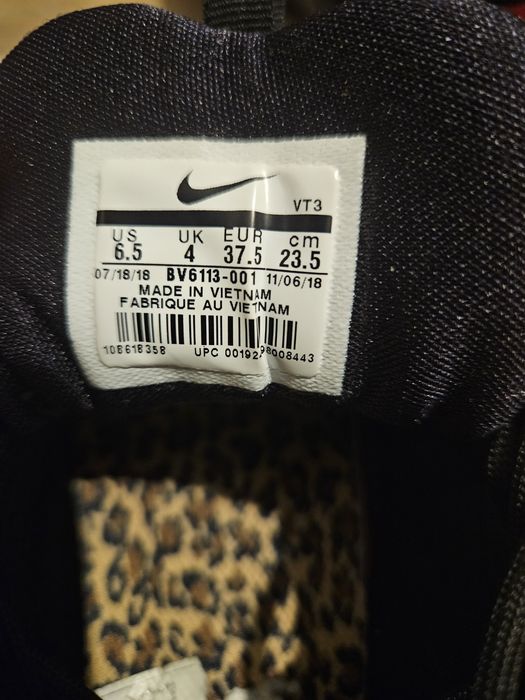 VT3
US UK EUR cm
6.5 4 37.5 23.5
07/18/18 BV6113-001 11/06/18
MADE IN VIETNAM
FABRIQUE AU VIETNAM
108618358 UPC